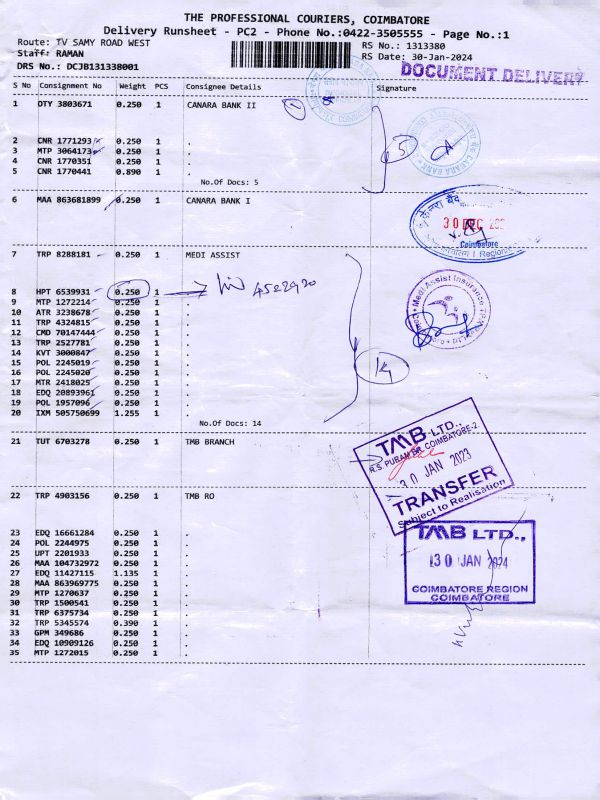 THE PROFESSIONAL COURIERS, COIMBATORE
Delivery Runsheet - PC2 - Phone No.:0422-3505555 - Page No.:1
Route: TV SAMY ROAD WEST
RS No.: 1313380
Staff: RAMAN
RS Date: 30-Jan-2024
DRS No.: DCJB131338001
DOCUMENT DELIVERY
S No Consignment No Weight PCS Consignee Details Signature
1 OTY 3803671 0.250 1 CANARA BANK II
2 CNR 1771293 0.250 1 .
3 MTP 3064173 0.250 1 .
4 CNR 1770351 0.250 1 .
5 CNR 1770441 0.890 1 .
5
CANARA BANK
No.Of Docs: 5
6 MAA 863681899 0.250 1 CANARA BANK I
30 DEC
Coimbatore
7 TRP 8288181 0.250 1 MEDI ASSIST
8 HPT 6539931 0.250 1 .
9 MTP 1272214 0.250 1 .
10 ATR 3238678 0.250 1 .
11 TRP 4324815 0.250 1 .
12 CMD 70147444 0.250 1 .
13 TRP 2527781 0.250 1 .
14 KVT 3000847 0.250 1 .
15 POL 2245019 0.250 1 .
16 POL 2245020 0.250 1 .
17 MTR 2418025 0.250 1 .
18 EDQ 20893961 0.250 1 .
19 POL 1957096 0.250 1 .
20 IXM 505750699 1.255 1 .
Medi Assist Insurance
14
No.Of Docs: 14
21 TUT 6703278 0.250 1 TMB BRANCH
TMB LTD.,
R.S. PURAM BR. COIMBATORE-2
30 JAN 2023
TRANSFER
Subject to Realisation
22 TRP 4903156 0.250 1 TMB RO
23 EDQ 16661284 0.250 1 .
24 POL 2244975 0.250 1 .
25 UPT 2201933 0.250 1 .
26 MAA 104732972 0.250 1 .
27 EDQ 11427115 1.135 1 .
28 MAA 863969775 0.250 1 .
29 MTP 1270637 0.250 1 .
30 TRP 1500541 0.250 1 .
31 TRP 6375734 0.250 1 .
32 TRP 5345574 0.390 1 .
33 GPM 349686 0.250 1 .
34 EDQ 10909126 0.250 1 .
35 MTP 1272015 0.250 1 .
TMB LTD.,
30 JAN 2024
COIMBATORE REGION
COIMBATORE